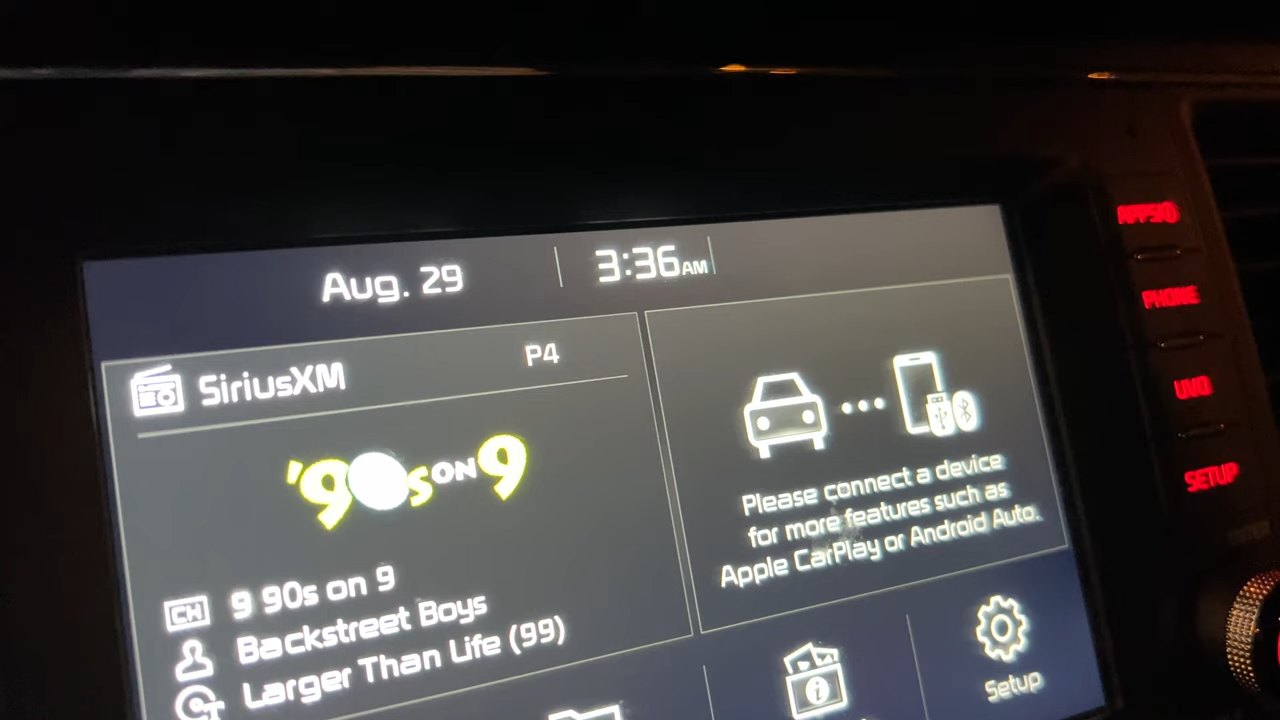 Aug. 29
3:36AM
SiriusXM
P4
'90s ON 9
CH 9 90s on 9
Backstreet Boys
Larger Than Life (99)
Please connect a device
for more features such as
Apple CarPlay or Android Auto.
Setup
APPS
PHONE
UVO
SETUP